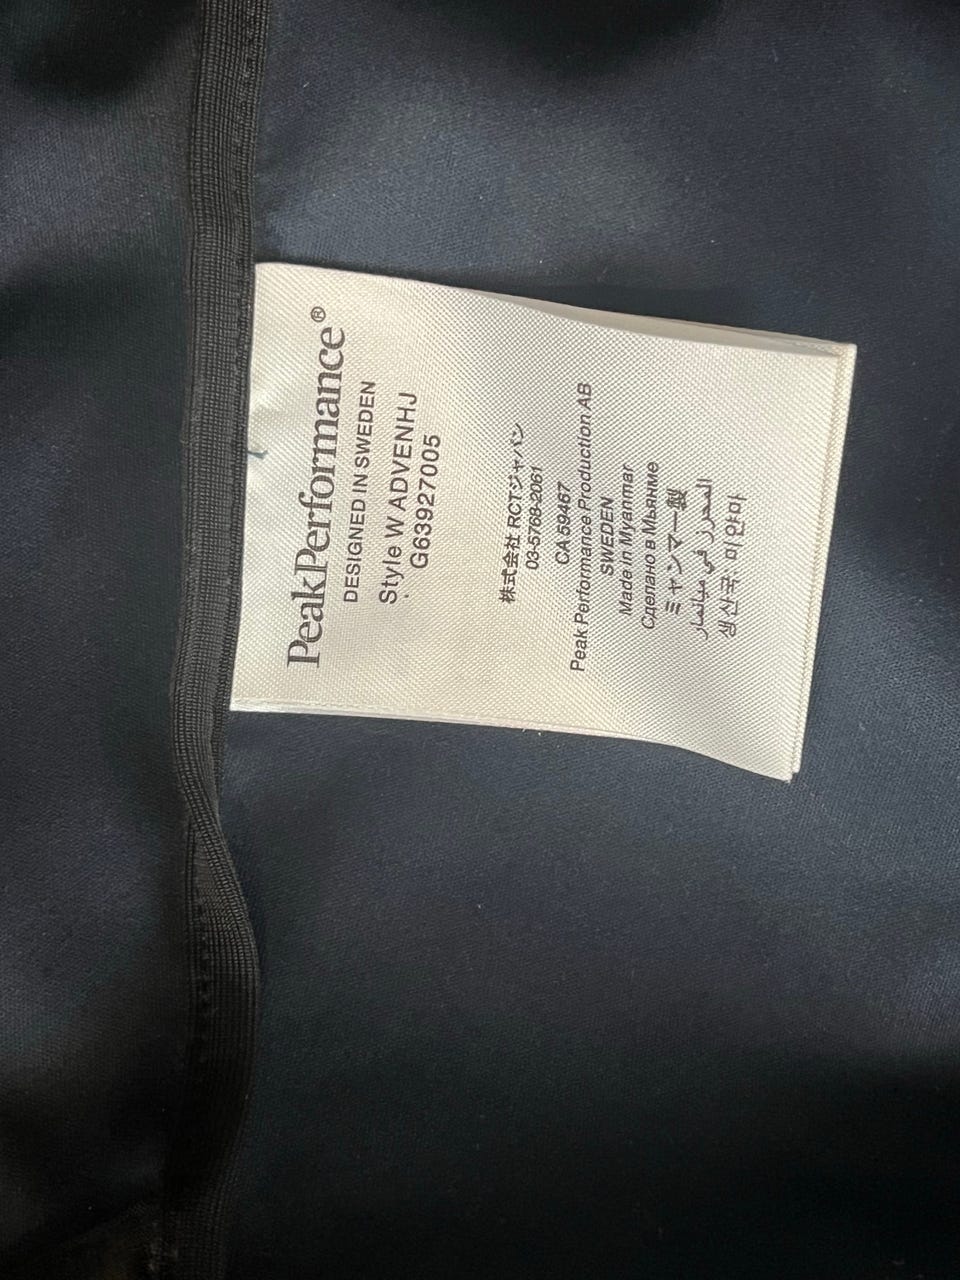 PeakPerformance®
DESIGNED IN SWEDEN
Style W ADVENHJ
G63927005
株式会社 RCTジャパン
03-5768-2061
CA 59467
Peak Performance Production AB
SWEDEN
Made in Myanmar
Сделано в Мьянме
ミャンマー製
المحرز في ميانمار
생산국: 미얀마